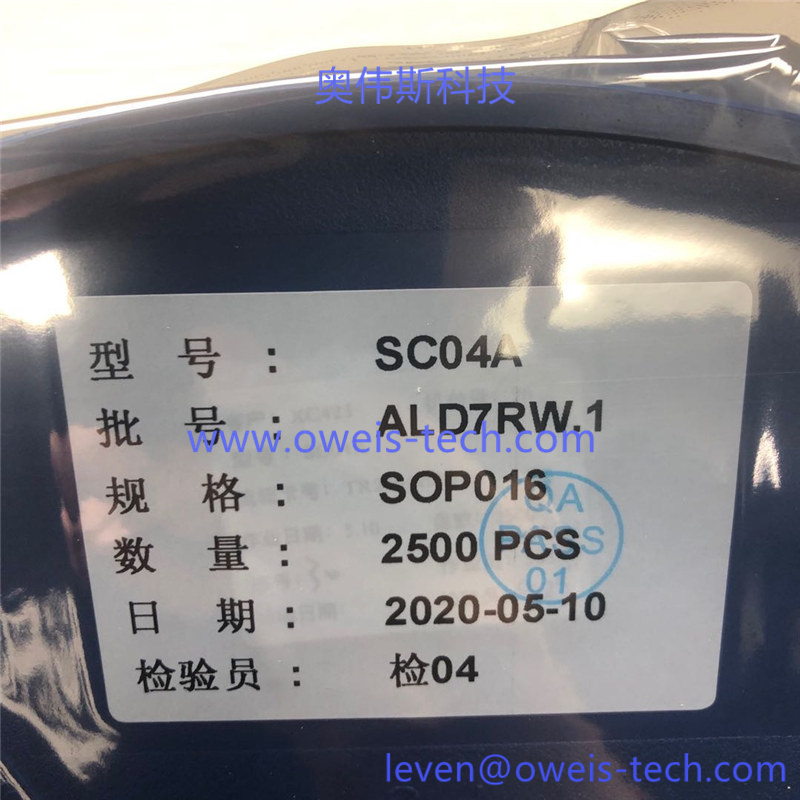 奥伟斯科技
型 号 : SC04A
批 号 : ALD7RW.1
www.oweis-tech.com
规 格 : SOP016
QA
PASS
01
数 量 : 2500 PCS
日 期 : 2020-05-10
检验员 : 检04
leven@oweis-tech.com